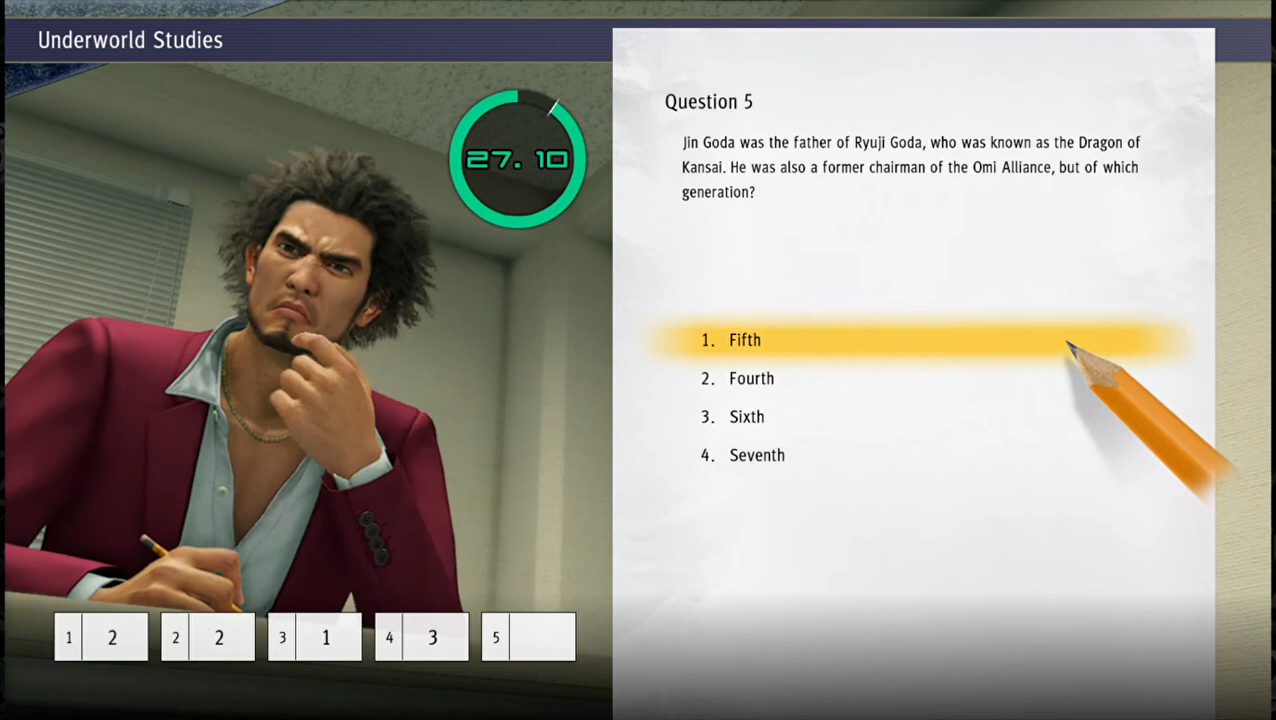 Underworld Studies
27. 10
Question 5
Jin Goda was the father of Ryuji Goda, who was known as the Dragon of
Kansai. He was also a former chairman of the Omi Alliance, but of which
generation?
1. Fifth
2. Fourth
3. Sixth
4. Seventh
1 2 2 2 3 1 4 3 5